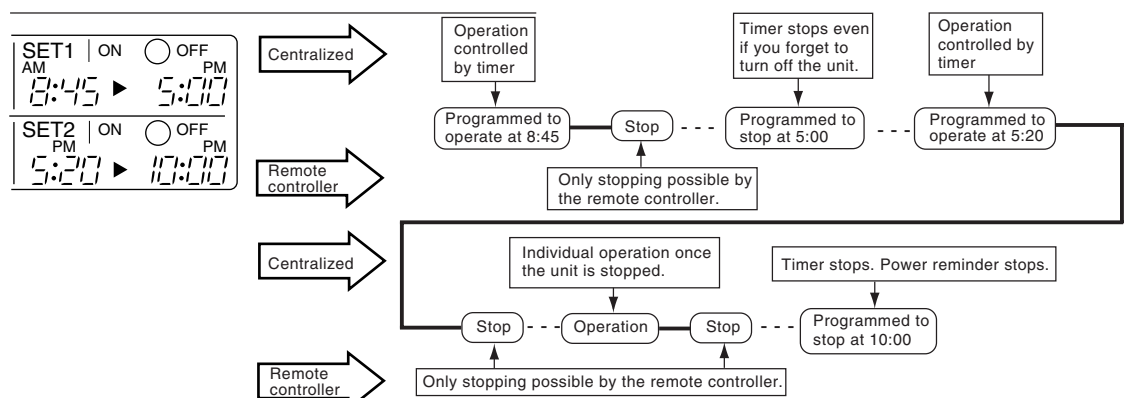 SET1 ON OFF
AM PM
8:45 ▶ 5:00
SET2 ON OFF
PM PM
5:20 ▶ 10:00
Centralized
Operation
controlled
by timer
Timer stops even
if you forget to
turn off the unit.
Operation
controlled by
timer
Programmed to
operate at 8:45
Stop
Programmed to
stop at 5:00
Programmed to
operate at 5:20
Remote
controller
Only stopping possible by
the remote controller.
Centralized
Individual operation once
the unit is stopped.
Timer stops. Power reminder stops.
Stop
Operation
Stop
Programmed to
stop at 10:00
Remote
controller
Only stopping possible by the remote controller.